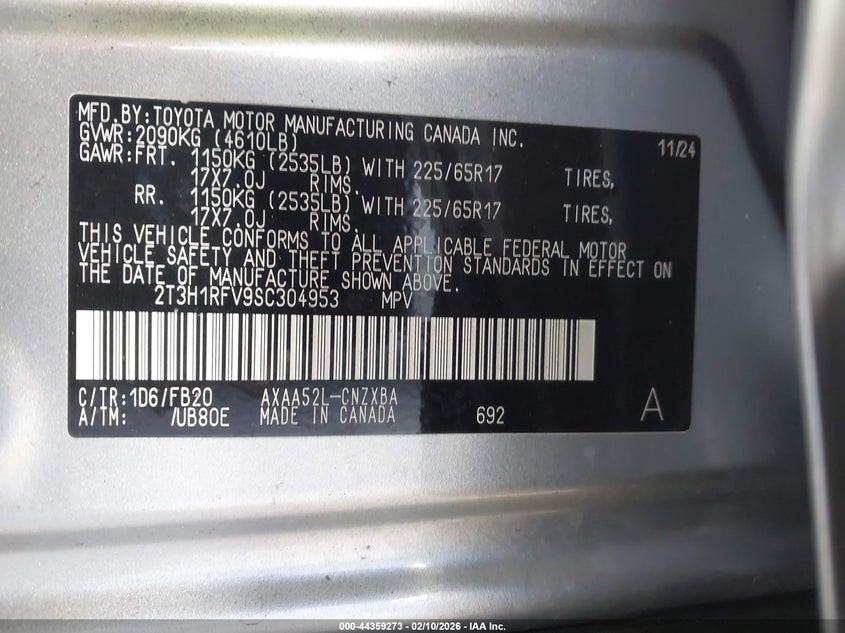 MFD.BY:TOYOTA MOTOR MANUFACTURING CANADA INC.
GVWR:2090KG (4610LB) 11/24
GAWR:FRT. 1150KG (2535LB) WITH 225/65R17 TIRES,
17X7.0J RIMS.
RR. 1150KG (2535LB) WITH 225/65R17 TIRES,
17X7.0J RIMS.
THIS VEHICLE CONFORMS TO ALL APPLICABLE FEDERAL MOTOR
VEHICLE SAFETY AND THEFT PREVENTION STANDARDS IN EFFECT ON
THE DATE OF MANUFACTURE SHOWN ABOVE.
2T3H1RFV9SC304953 MPV
C/TR:1D6/FB20 AXAA52L-CNZXBA
A/TM: /UB80E MADE IN CANADA 692 A
000-44359273 - 02/10/2026 - IAA Inc.